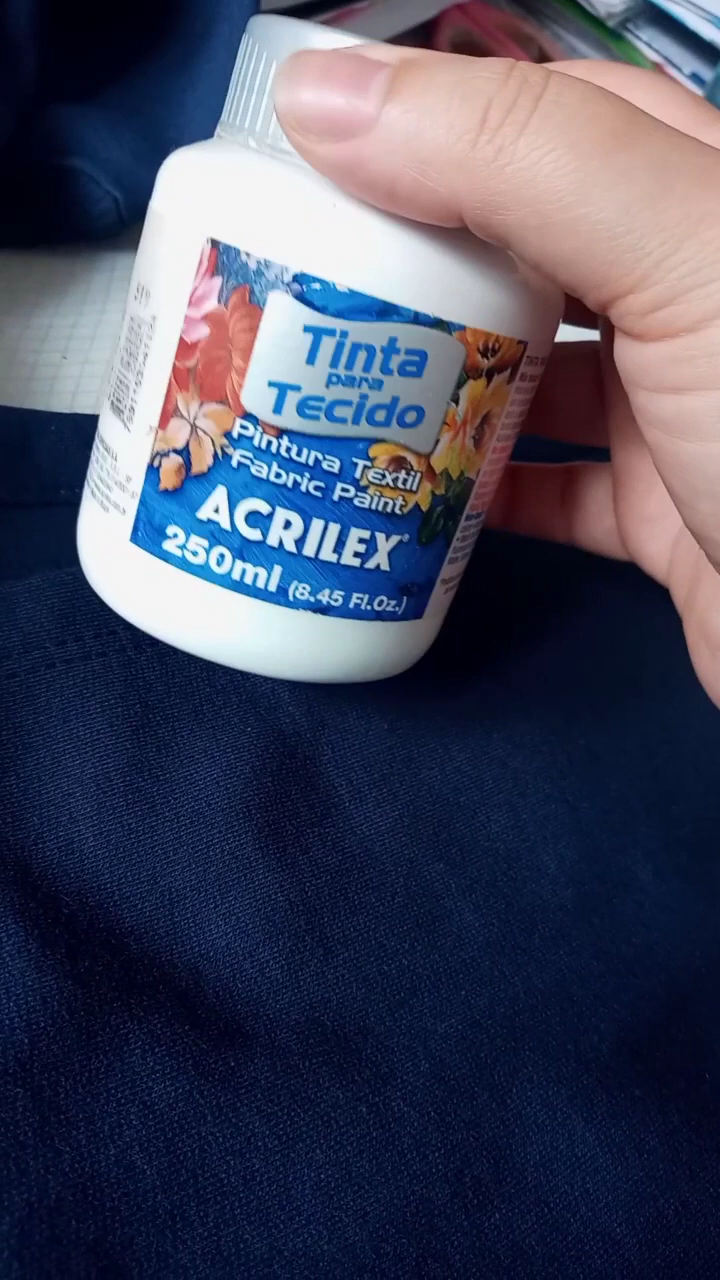 Tinta
para
Tecido
Pintura Textil
Fabric Paint
ACRILEX®
250ml (8.45 Fl.Oz.)